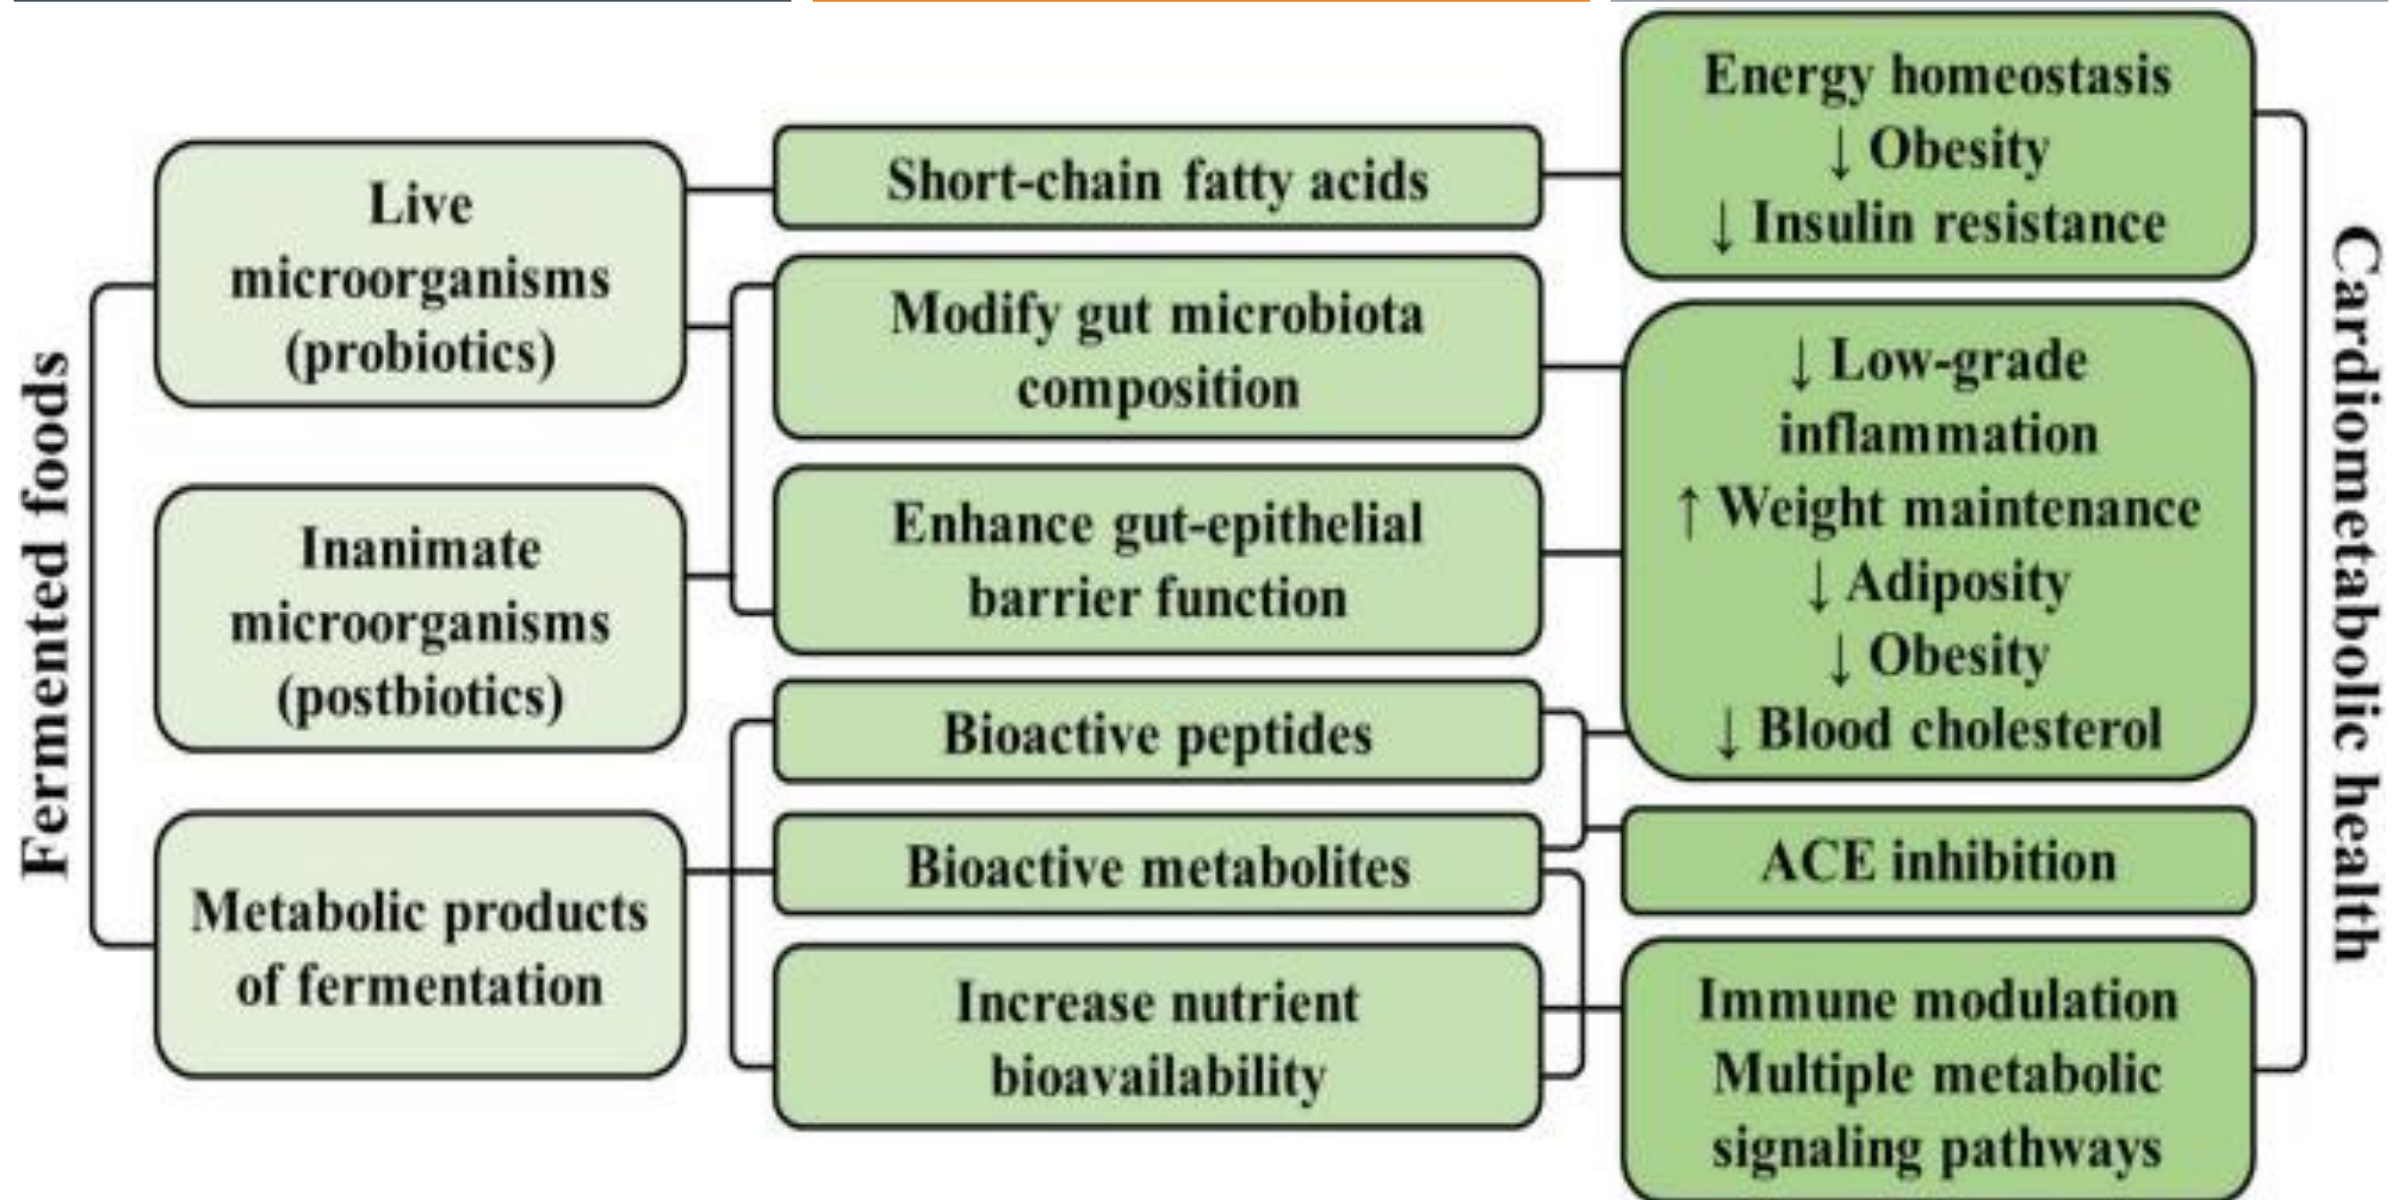 Fermented foods
Live
microorganisms
(probiotics)
Inanimate
microorganisms
(postbiotics)
Metabolic products
of fermentation
Short-chain fatty acids
Modify gut microbiota
composition
Enhance gut-epithelial
barrier function
Bioactive peptides
Bioactive metabolites
Increase nutrient
bioavailability
Energy homeostasis
↓ Obesity
↓ Insulin resistance
↓ Low-grade
inflammation
↑ Weight maintenance
↓ Adiposity
↓ Obesity
↓ Blood cholesterol
ACE inhibition
Immune modulation
Multiple metabolic
signaling pathways
Cardiometabolic health